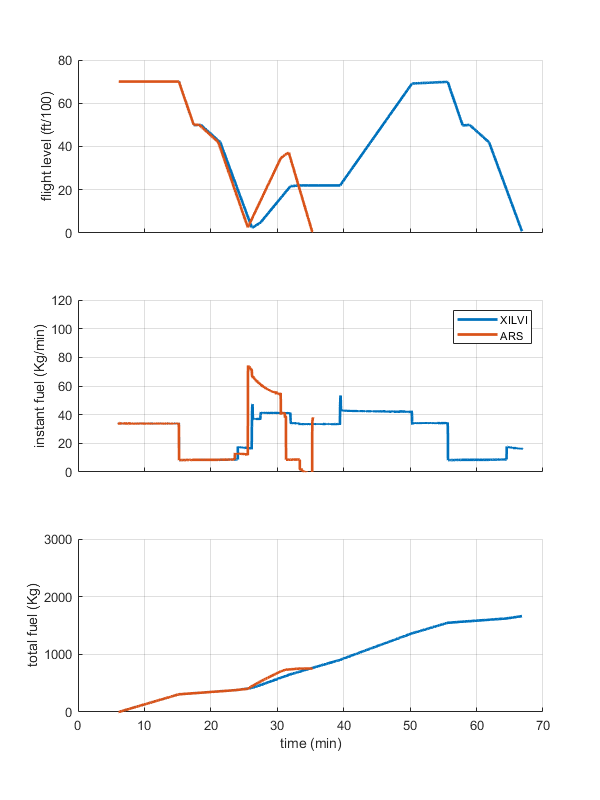 80
60
40
20
0
flight level (ft/100)
120
100
80
60
40
20
0
instant fuel (Kg/min)
XILVI
ARS
3000
2000
1000
0
total fuel (Kg)
0 10 20 30 40 50 60 70
time (min)